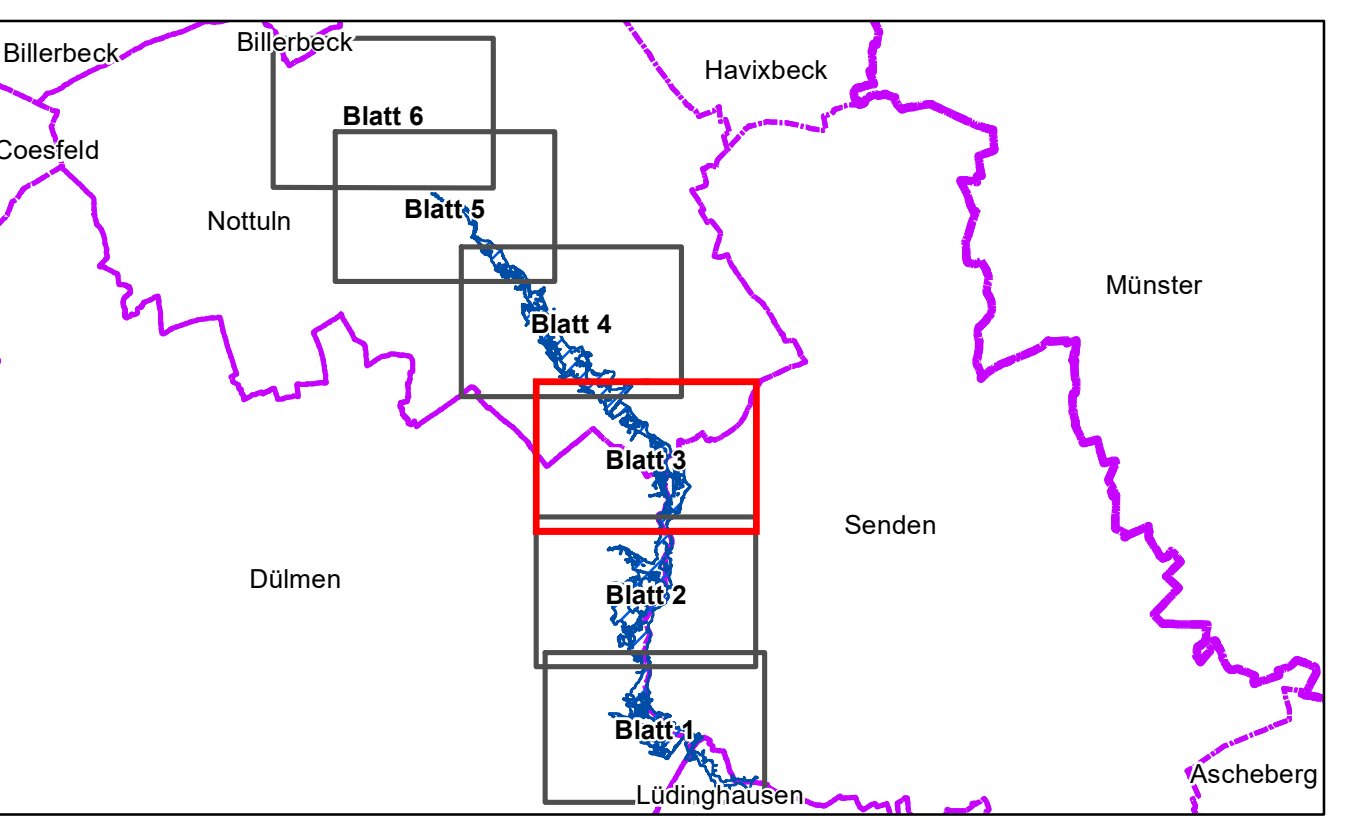 Billerbeck
Billerbeck
Havixbeck
Blatt 6
Coesfeld
Blatt 5
Nottuln
Münster
Blatt 4
Blatt 3
Senden
Dülmen
Blatt 2
Blatt 1
Ascheberg
Lüdinghausen